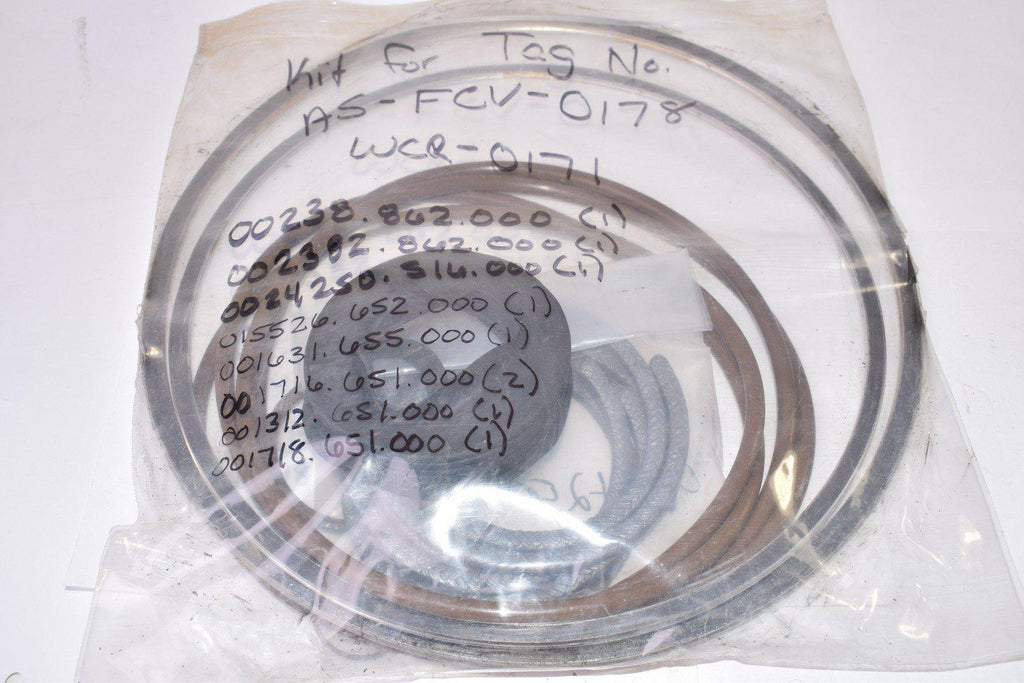 Kit For Tag No.
AS-FCV-0178
WCR-0171
00238.862.000 (1)
002382.862.000 (1)
0024250.516.000 (1)
015526.652.000 (1)
001631.655.000 (1)
001716.651.000 (2)
001312.651.000 (1)
001718.651.000 (1)